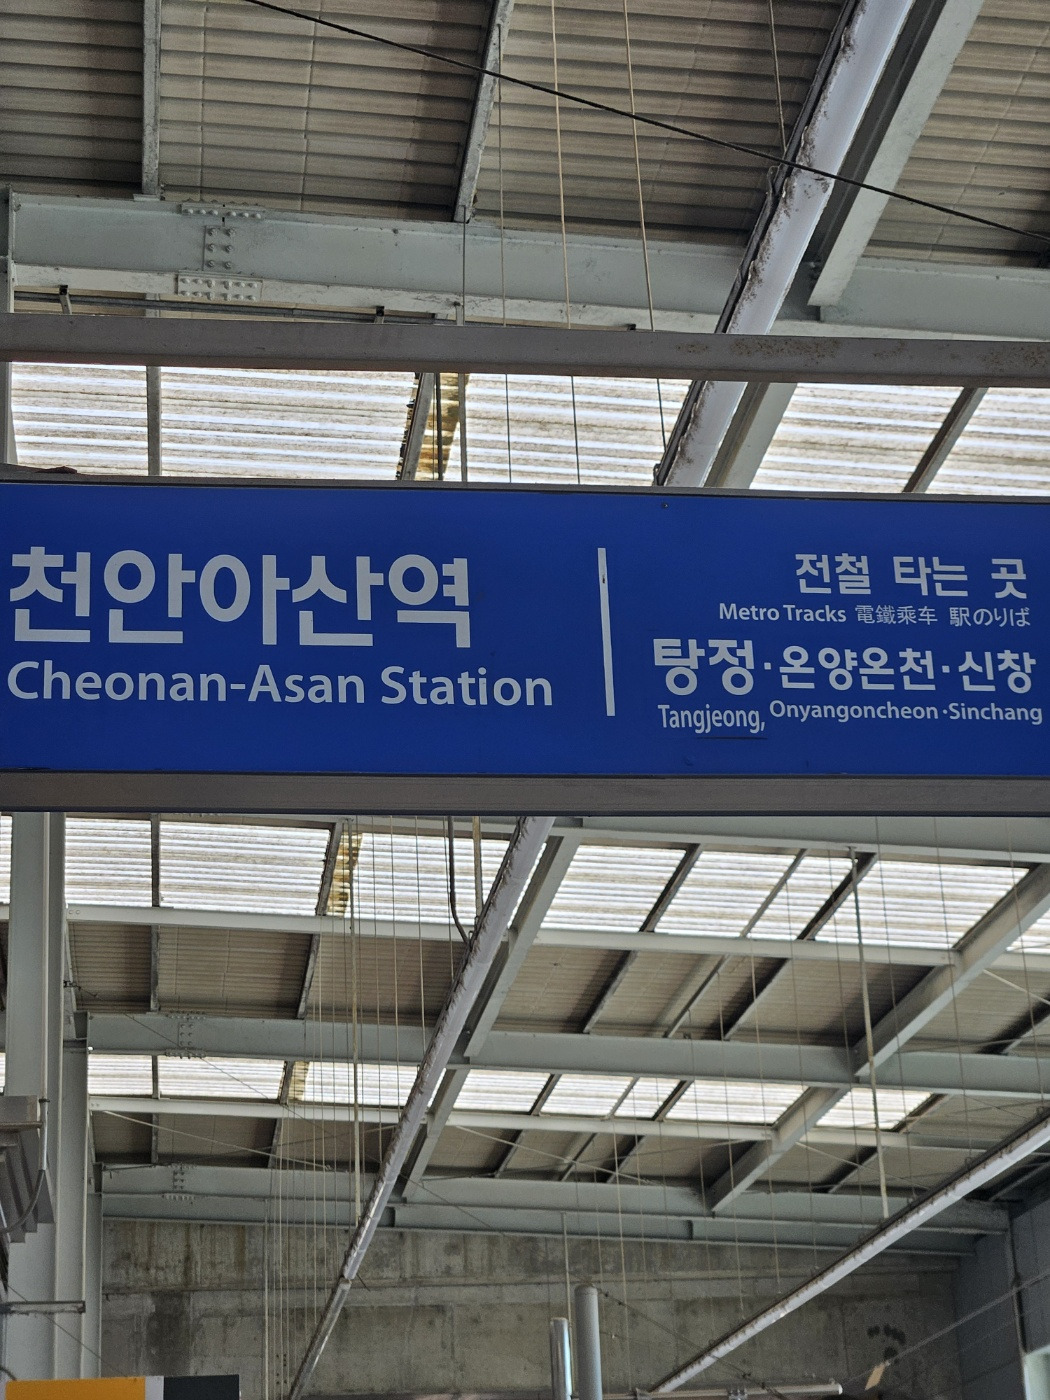 천안아산역
Cheonan-Asan Station
전철 타는 곳
Metro Tracks 電鐵乘车 駅のりば
탕정·온양온천·신창
Tangjeong, Onyangoncheon·Sinchang